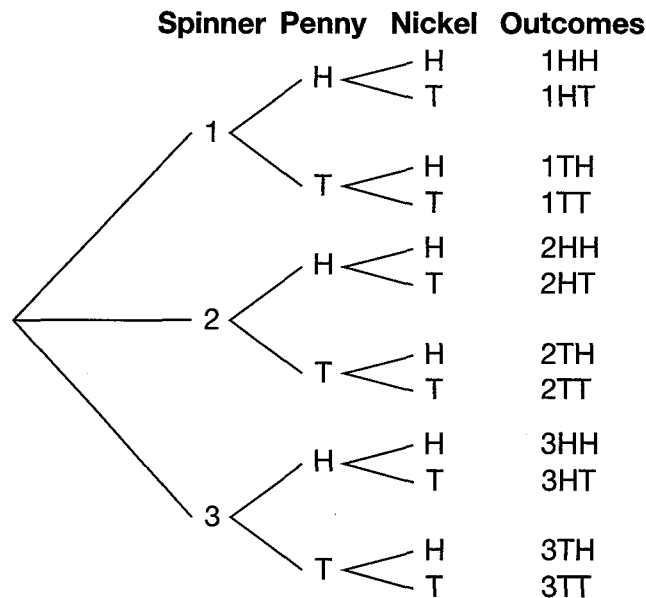 Spinner Penny Nickel Outcomes
H 1HH
H
T 1HT
1
H 1TH
T
T 1TT
H 2HH
H
T 2HT
2
H 2TH
T
T 2TT
H 3HH
H
T 3HT
3
H 3TH
T
T 3TT